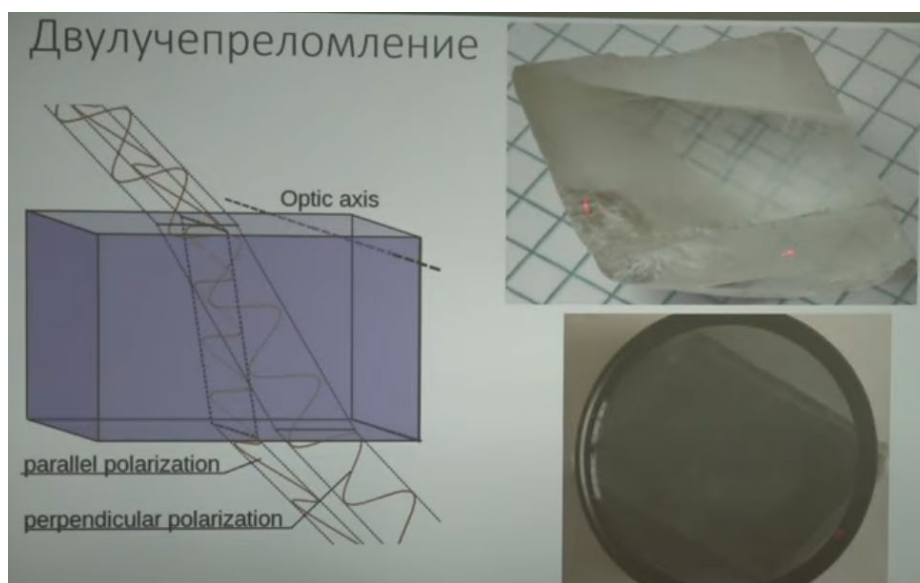 Двулучепреломление
Optic axis
parallel polarization
perpendicular polarization